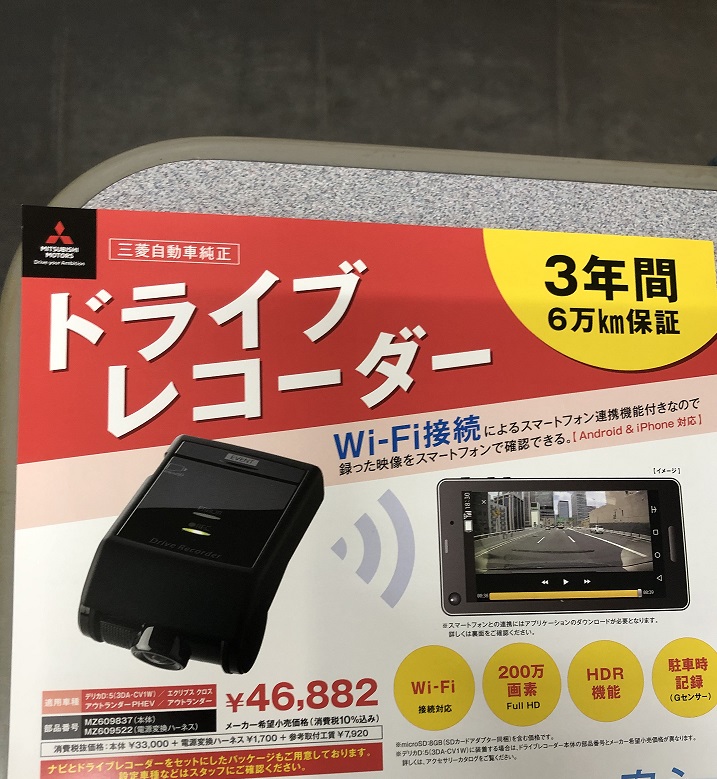 MITSUBISHI
MOTORS
Drive your Ambition
三菱自動車純正
ドライブ
レコーダー
3年間
6万km保証
Wi-Fi接続によるスマートフォン連携機能付きなので
録った映像をスマートフォンで確認できる。【Android & iPhone 対応】
【イメージ】
EVENT
Drive Recorder
※スマートフォンとの連携にはアプリケーションのダウンロードが必要となります。
詳しくは裏面をご確認ください。
Wi-Fi
接続対応
200万
画素
Full HD
HDR
機能
駐車時
記録
(Gセンサー)
適用車種
デリカD:5(3DA-CV1W)／エクリプス クロス
アウトランダーPHEV／アウトランダー
部品番号
MZ609837(本体)
MZ609522(電源変換ハーネス)
¥46,882
メーカー希望小売価格(消費税10%込み)
消費税抜価格:本体 ¥33,000 + 電源変換ハーネス¥1,700 + 参考取付工賃 ¥7,920
※microSD:8GB(SDカードアダプター同梱)を含む価格です。
※デリカD:5(3DA-CV1W)に装着する場合は、ドライブレコーダー本体の部品番号とメーカー希望小売価格が異なります。
詳しくは、アクセサリーカタログをご覧ください。
ナビとドライブレコーダーをセットにしたパッケージもご用意しております。
設定車種などはスタッフにご確認ください。